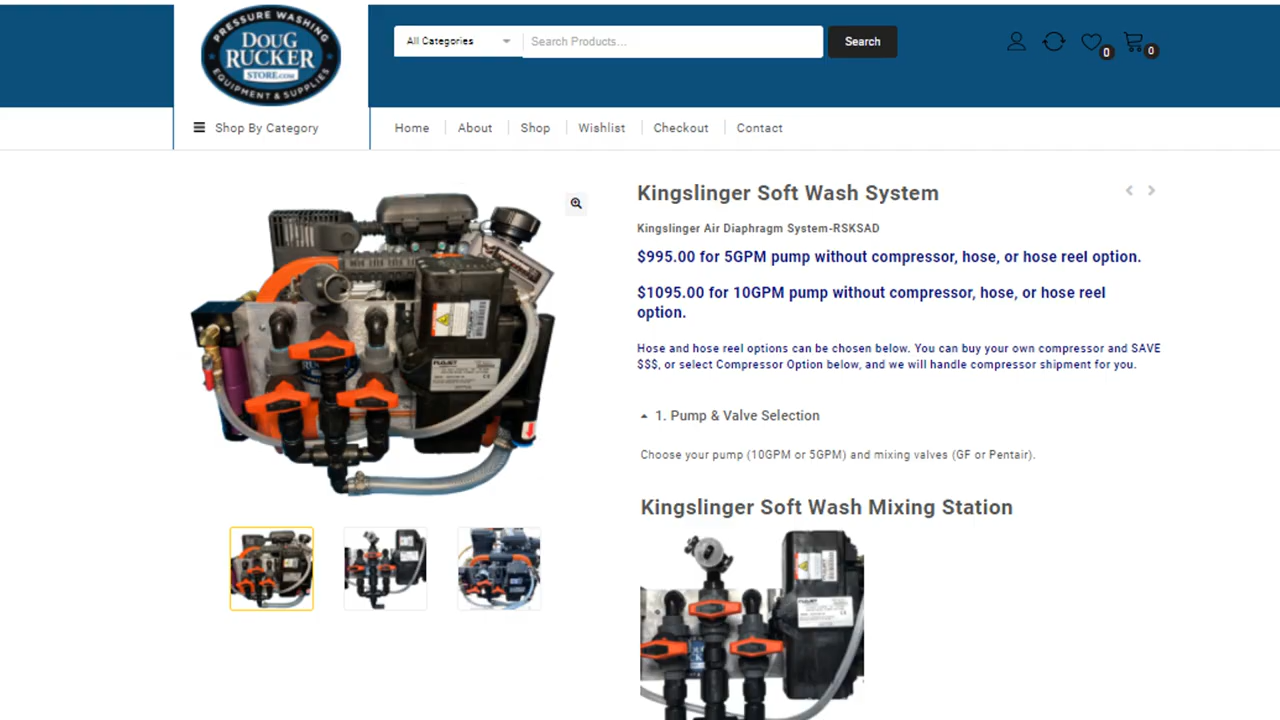 PRESSURE WASHING
DOUG
RUCKER
STORE.COM
EQUIPMENT & SUPPLIES
All Categories
Search Products...
Search
0
0
Shop By Category
Home
About
Shop
Wishlist
Checkout
Contact
Kingslinger Soft Wash System
Kingslinger Air Diaphragm System-RSKSAD
$995.00 for 5GPM pump without compressor, hose, or hose reel option.
$1095.00 for 10GPM pump without compressor, hose, or hose reel
option.
Hose and hose reel options can be chosen below. You can buy your own compressor and SAVE
$$$, or select Compressor Option below, and we will handle compressor shipment for you.
1. Pump & Valve Selection
Choose your pump (10GPM or 5GPM) and mixing valves (GF or Pentair).
Kingslinger Soft Wash Mixing Station
FLOJET